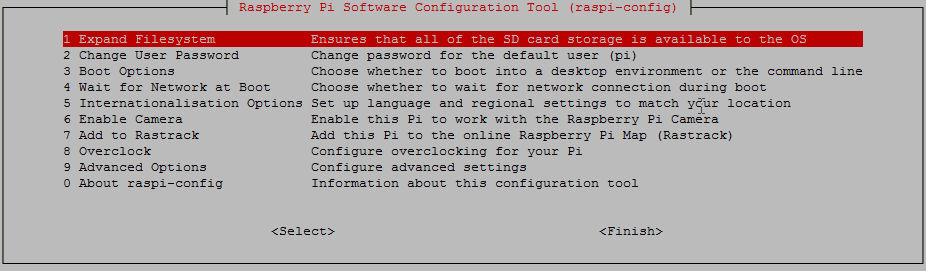 Raspberry Pi Software Configuration Tool (raspi-config)
1 Expand Filesystem Ensures that all of the SD card storage is available to the OS
2 Change User Password Change password for the default user (pi)
3 Boot Options Choose whether to boot into a desktop environment or the command line
4 Wait for Network at Boot Choose whether to wait for network connection during boot
5 Internationalisation Options Set up language and regional settings to match your location
6 Enable Camera Enable this Pi to work with the Raspberry Pi Camera
7 Add to Rastrack Add this Pi to the online Raspberry Pi Map (Rastrack)
8 Overclock Configure overclocking for your Pi
9 Advanced Options Configure advanced settings
0 About raspi-config Information about this configuration tool
<Select> <Finish>